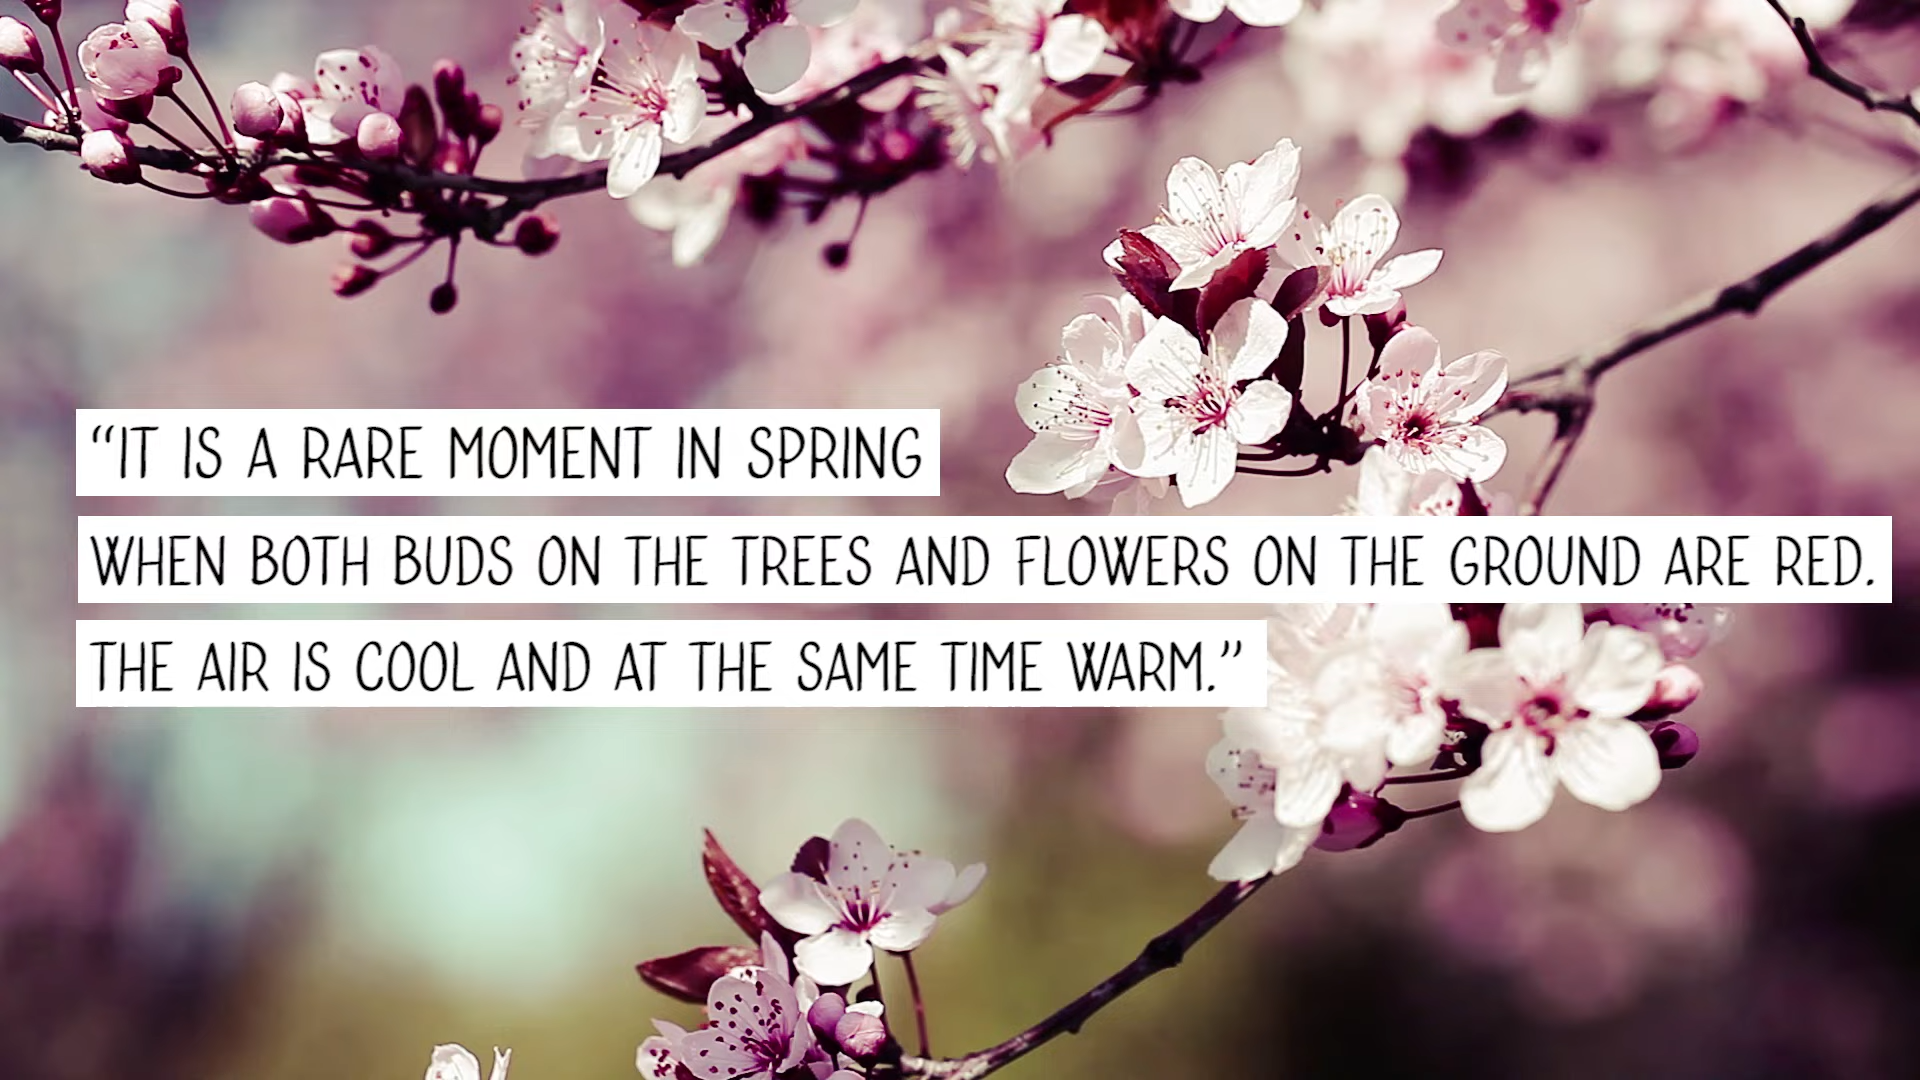 “IT IS A RARE MOMENT IN SPRING
WHEN BOTH BUDS ON THE TREES AND FLOWERS ON THE GROUND ARE RED.
THE AIR IS COOL AND AT THE SAME TIME WARM.”